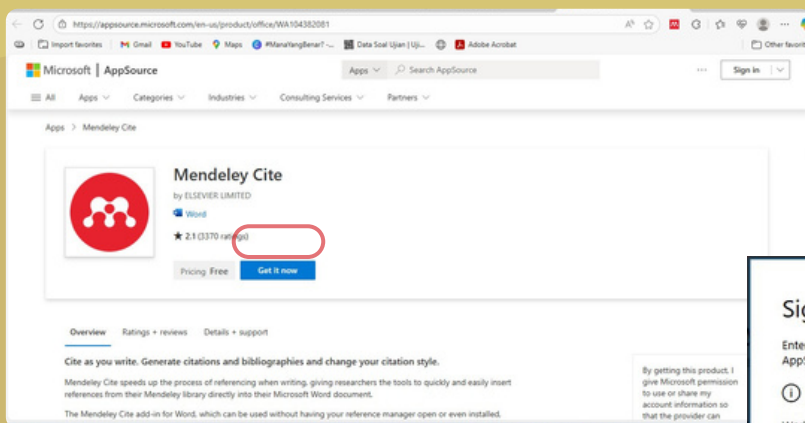 https://appsource.microsoft.com/en-us/product/office/WA104382081
Import favorites M Gmail YouTube Maps #ManaYangBenar? -... Data Soal Ujian | Uji... Adobe Acrobat Other favorit
Microsoft | AppSource Apps Search AppSource ... Sign in
All Apps Categories Industries Consulting Services Partners
Apps > Mendeley Cite
Mendeley Cite
by ELSEVIER LIMITED
Word
★ 2.1 (3370 ratings)
Pricing Free Get it now
Overview Ratings + reviews Details + support
Cite as you write. Generate citations and bibliographies and change your citation style.
Mendeley Cite speeds up the process of referencing when writing, giving researchers the tools to quickly and easily insert
references from their Mendeley library directly into their Microsoft Word document.
The Mendeley Cite add-in for Word, which can be used without having your reference manager open or even installed,
By getting this product, I
give Microsoft permission
to use or share my
account information so
that the provider can
Sig
Ente
AppS